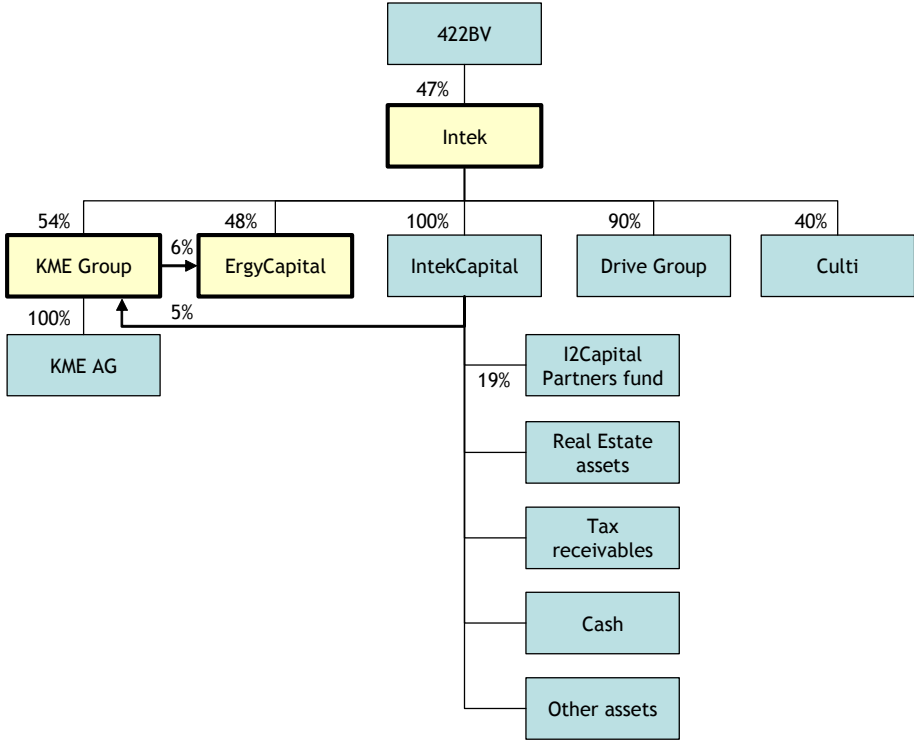 422BV
47%
Intek
54%
48%
100%
90%
40%
KME Group
6%
ErgyCapital
IntekCapital
Drive Group
Culti
100%
5%
KME AG
19%
I2Capital
Partners fund
Real Estate
assets
Tax
receivables
Cash
Other assets